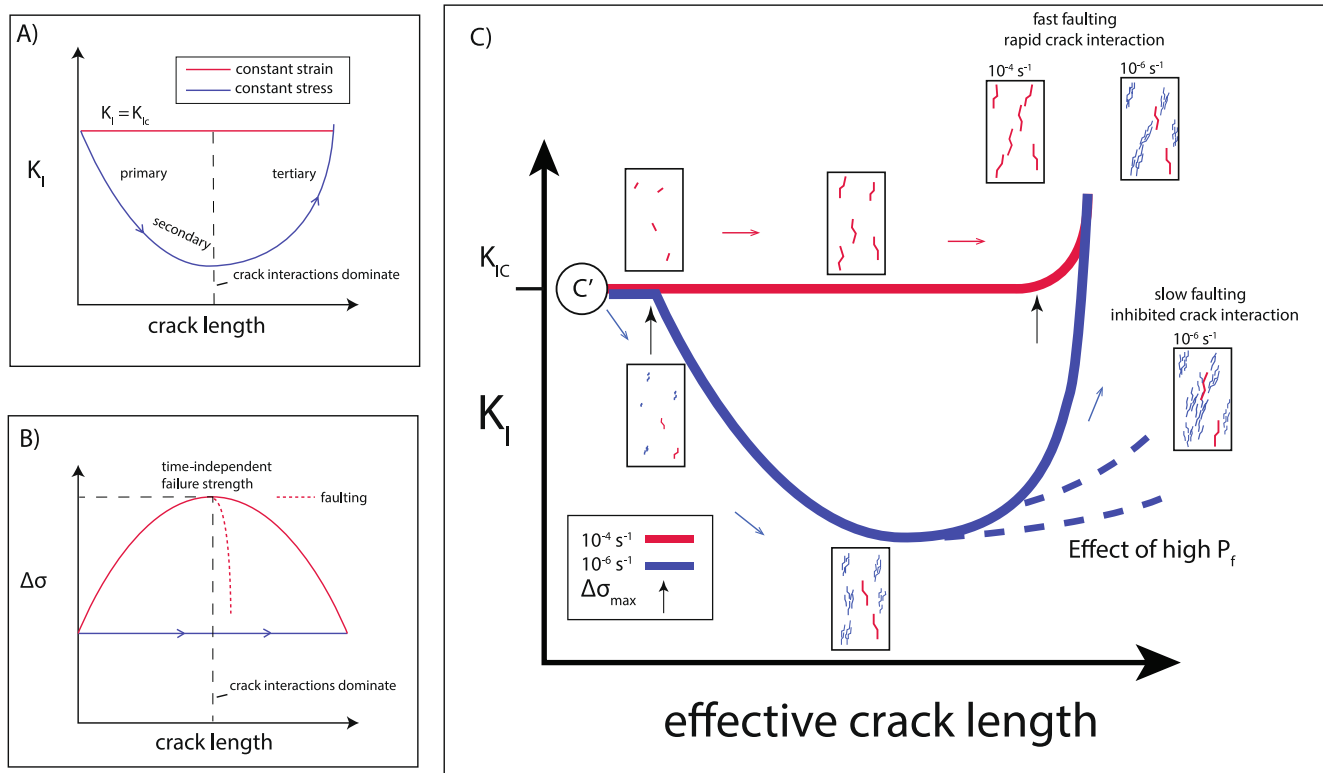 A)
constant strain
constant stress
K_I = K_Ic
K_I
primary
tertiary
secondary
crack interactions dominate
crack length
B)
time-independent
failure strength
faulting
Δσ
crack interactions dominate
crack length
C)
fast faulting
rapid crack interaction
10⁻⁴ s⁻¹
10⁻⁶ s⁻¹
K_IC
C'
slow faulting
inhibited crack interaction
10⁻⁶ s⁻¹
K_I
10⁻⁴ s⁻¹
10⁻⁶ s⁻¹
Δσ_max
Effect of high P_f
effective crack length